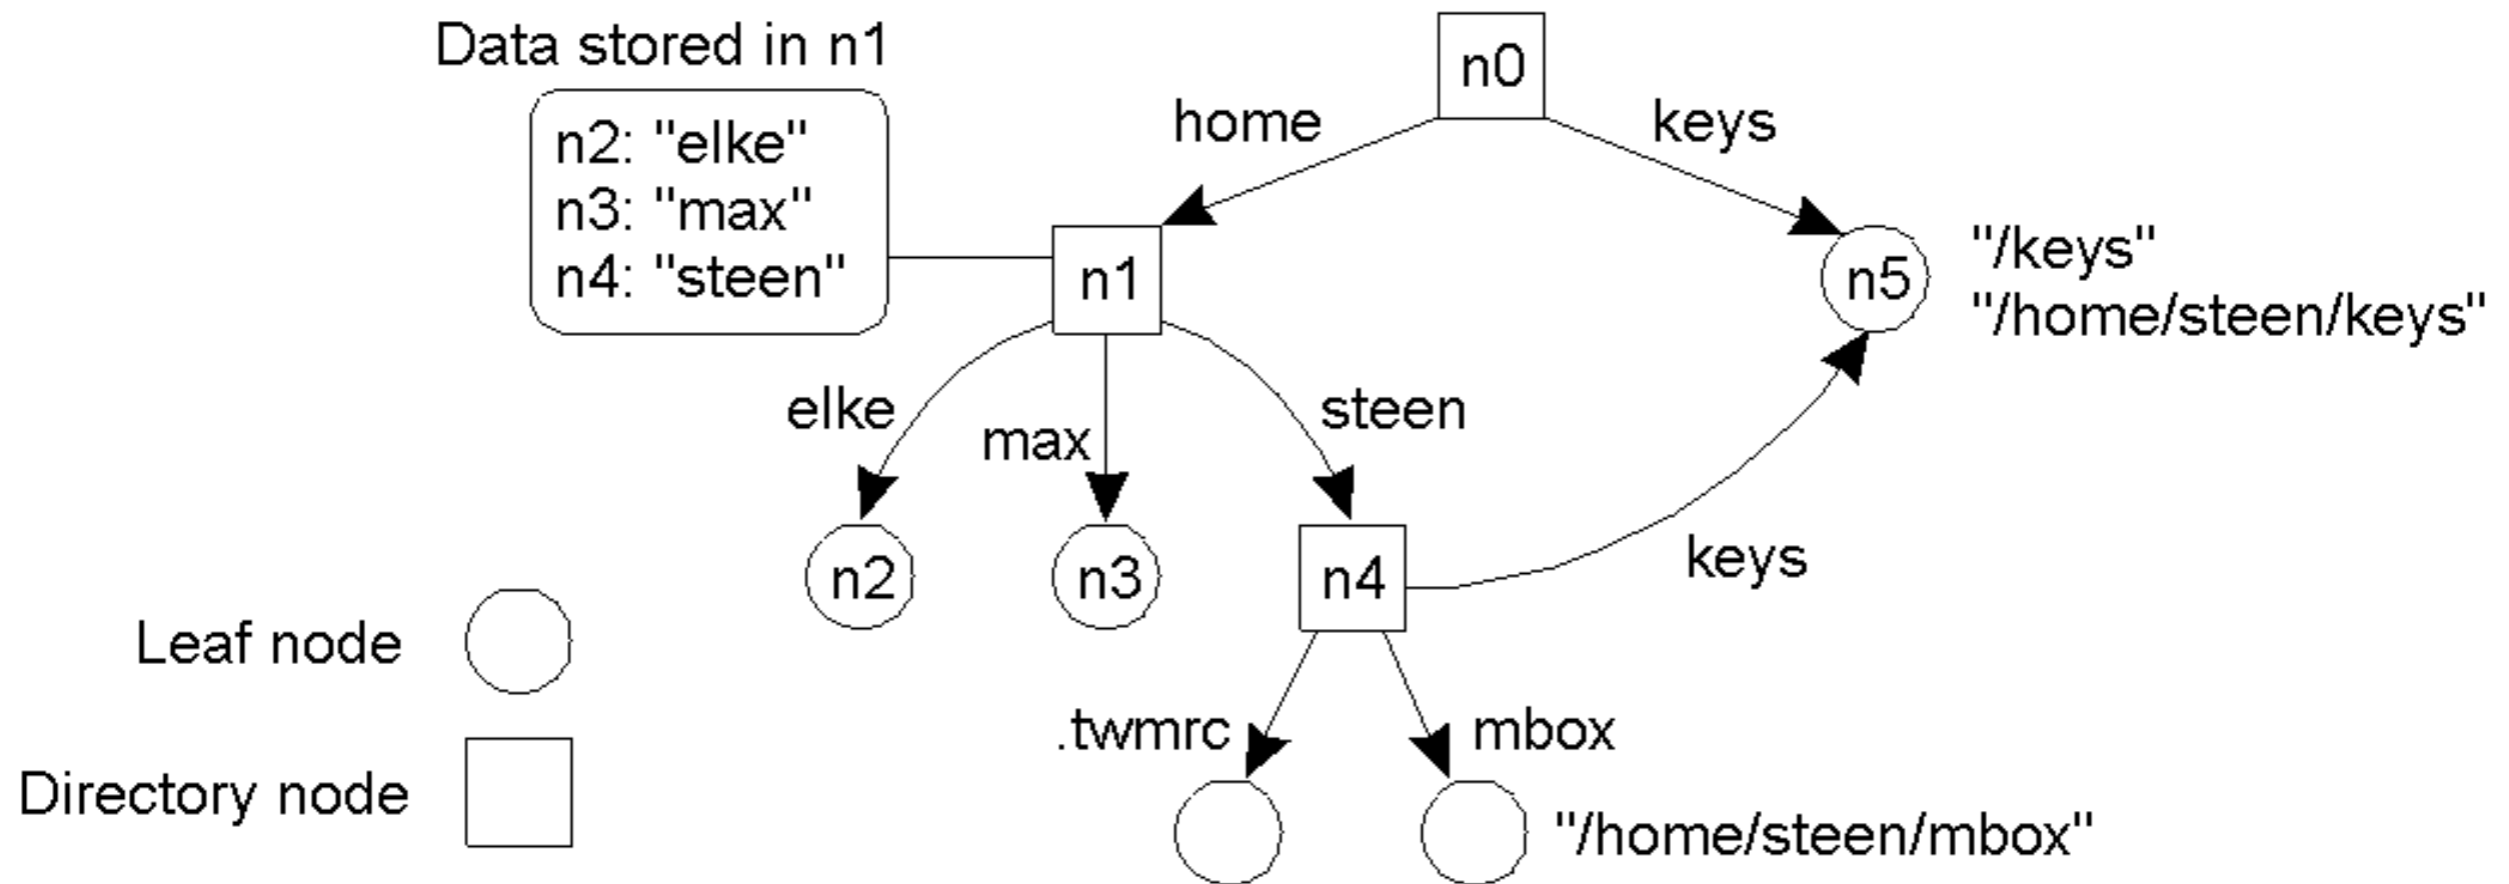 Data stored in n1
n2: "elke"
n3: "max"
n4: "steen"
n0
home
keys
n1
n5
"/keys"
"/home/steen/keys"
elke
max
steen
keys
n2
n3
n4
Leaf node
.twmrc
mbox
Directory node
"/home/steen/mbox"